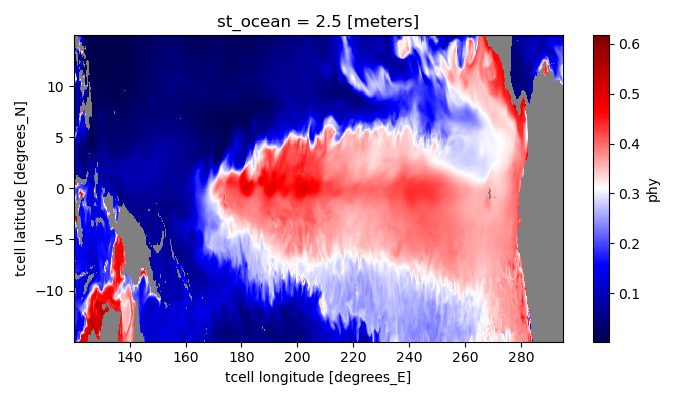 st_ocean = 2.5 [meters]
10
5
0
−5
−10
tcell latitude [degrees_N]
140 160 180 200 220 240 260 280
tcell longitude [degrees_E]
0.6
0.5
0.4
0.3
0.2
0.1
phy